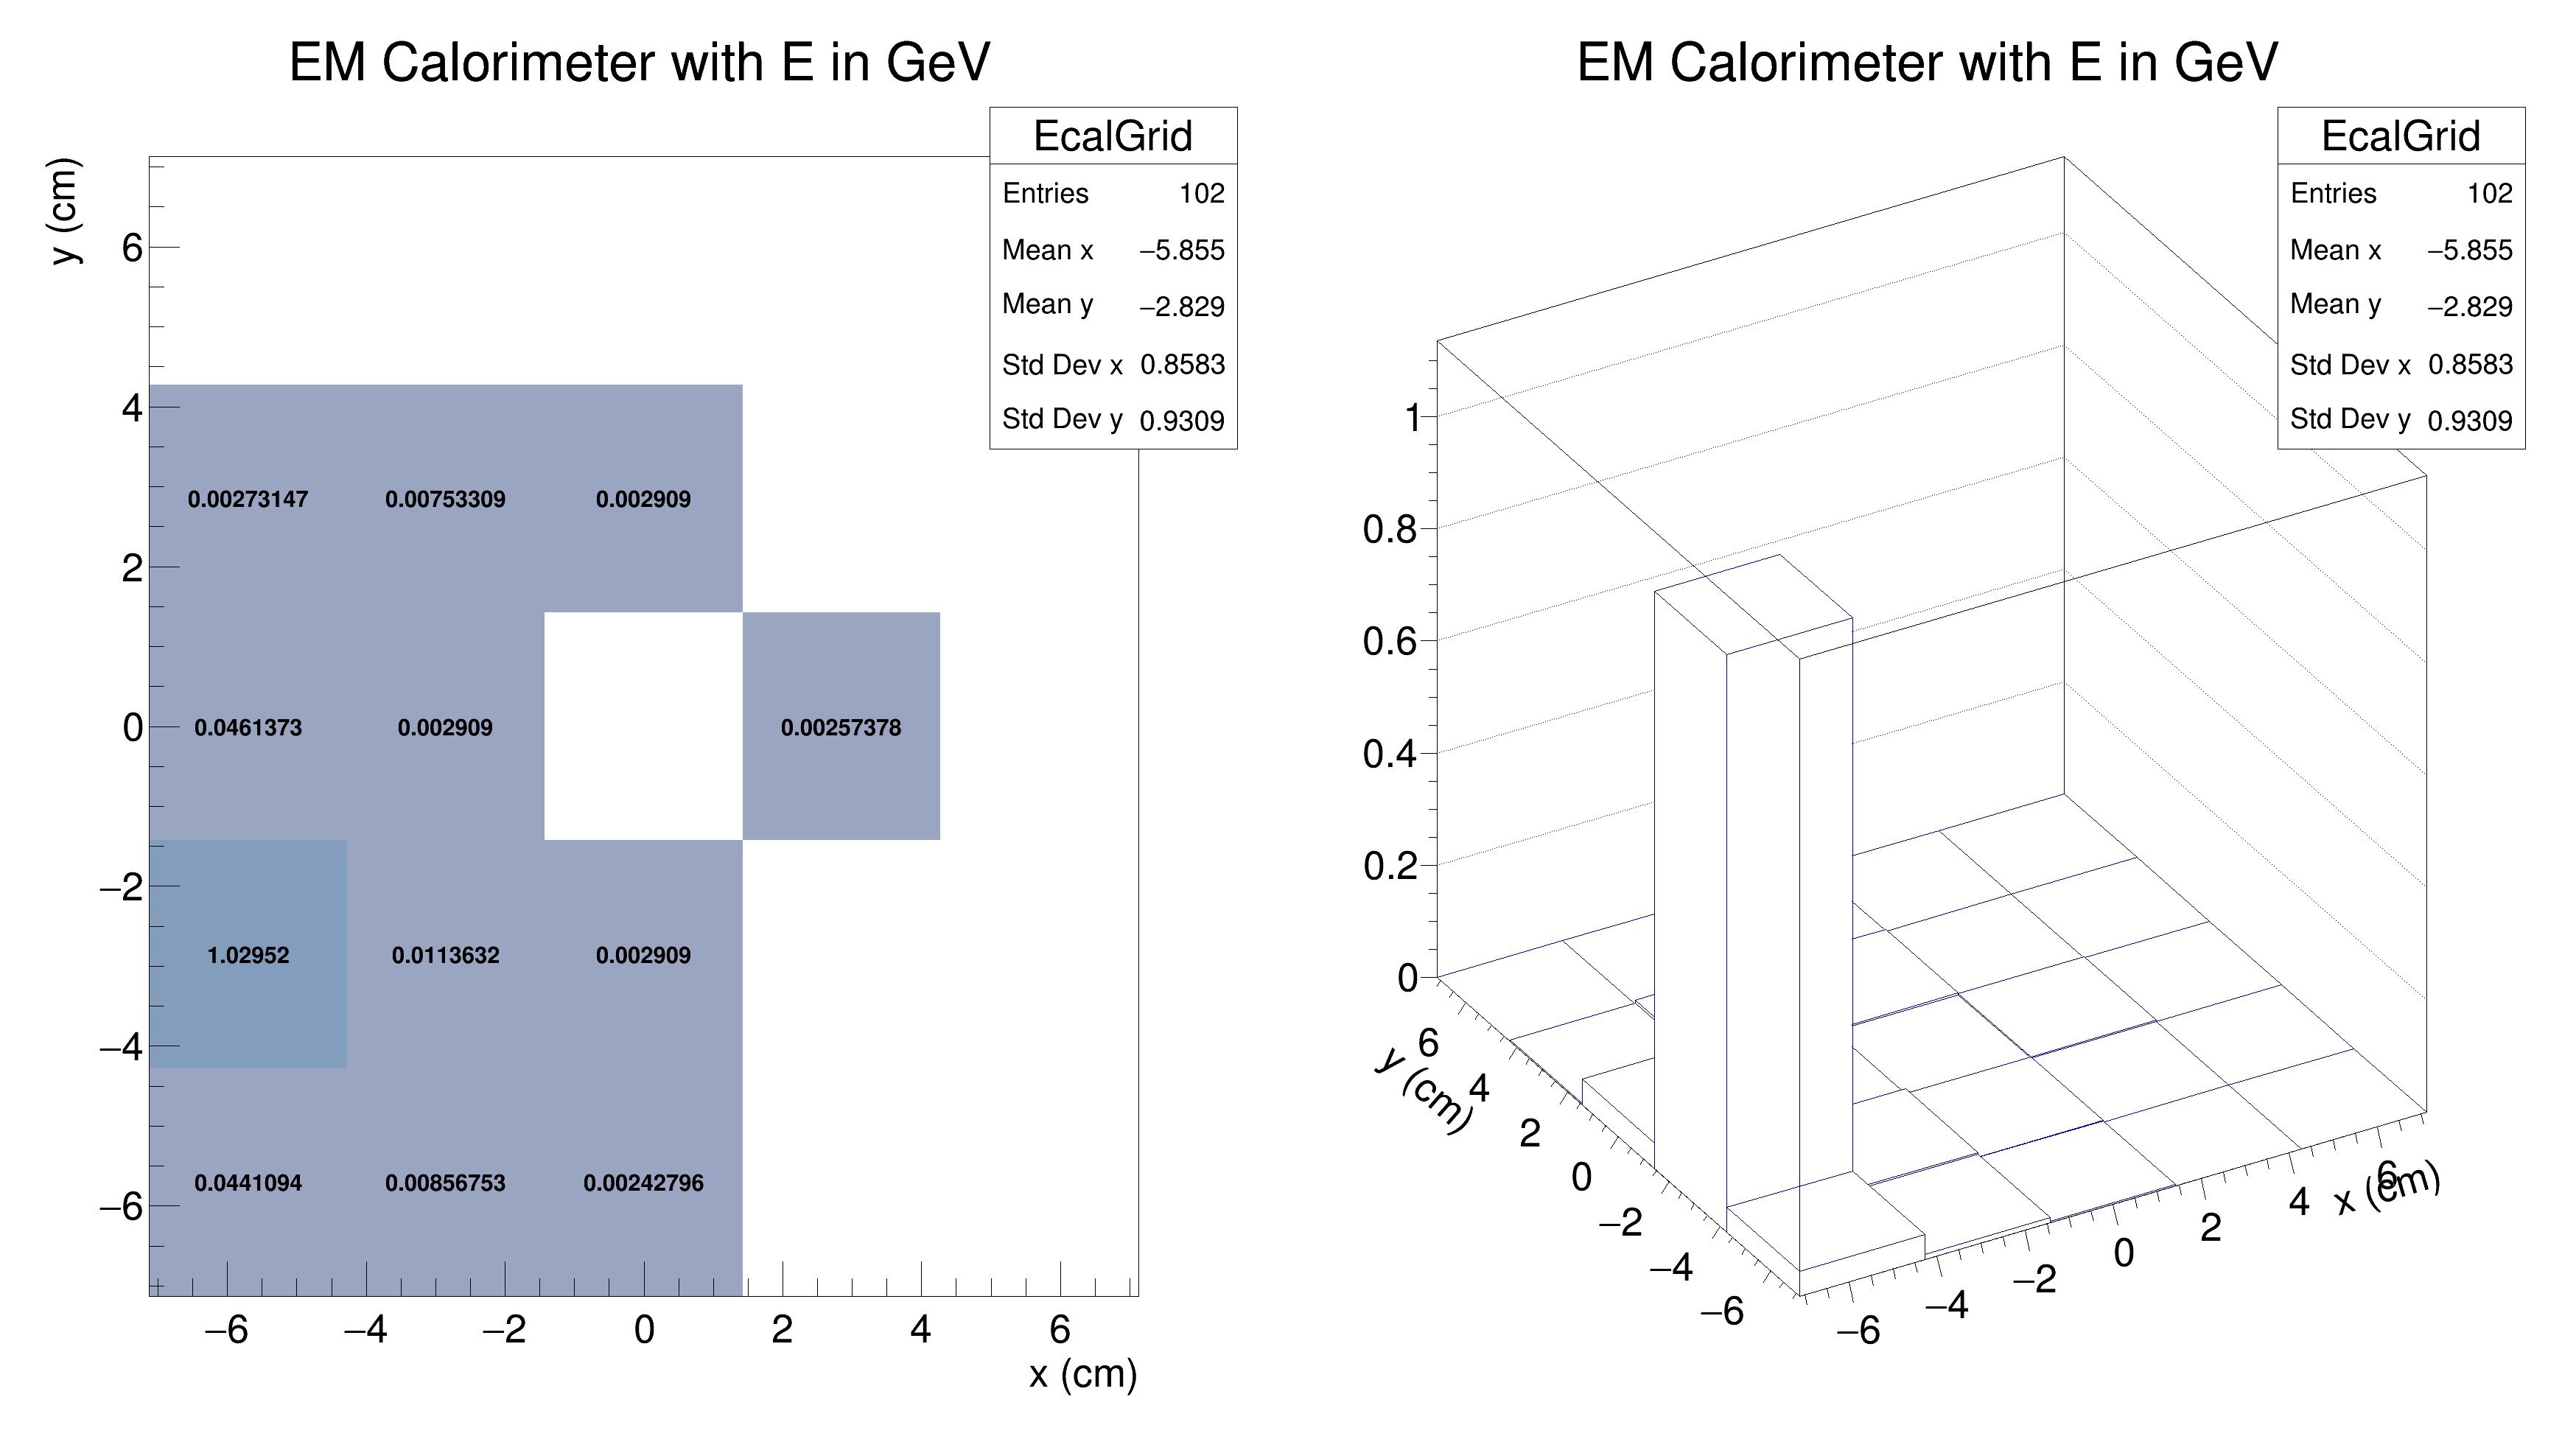 EM Calorimeter with E in GeV
EcalGrid
Entries 102
Mean x −5.855
Mean y −2.829
Std Dev x 0.8583
Std Dev y 0.9309
y (cm)
6
4
2
0
−2
−4
−6
0.00273147 0.00753309 0.002909
0.0461373 0.002909 0.00257378
1.02952 0.0113632 0.002909
0.0441094 0.00856753 0.00242796
−6 −4 −2 0 2 4 6
x (cm)
EM Calorimeter with E in GeV
EcalGrid
Entries 102
Mean x −5.855
Mean y −2.829
Std Dev x 0.8583
Std Dev y 0.9309
1
0.8
0.6
0.4
0.2
0
6
4
2
0
−2
−4
−6
y (cm)
−6 −4 −2 0 2 4 6
x (cm)